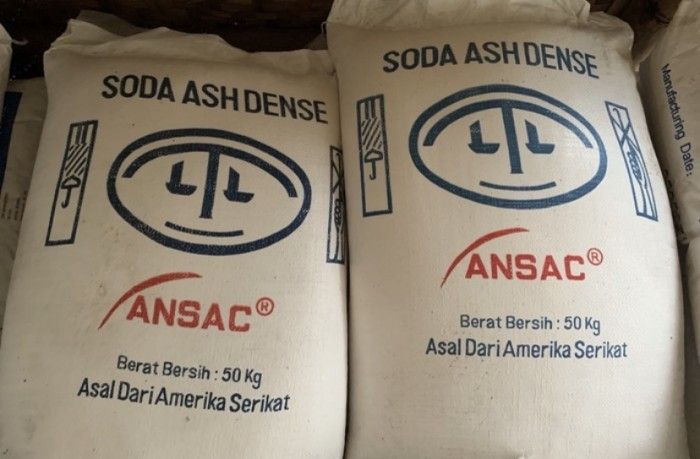 SODA ASH DENSE
ANSAC®
Berat Bersih : 50 Kg
Asal Dari Amerika Serikat
SODA ASH DENSE
ANSAC®
Berat Bersih : 50 Kg
Asal Dari Amerika Serikat
Manufacturing Date: